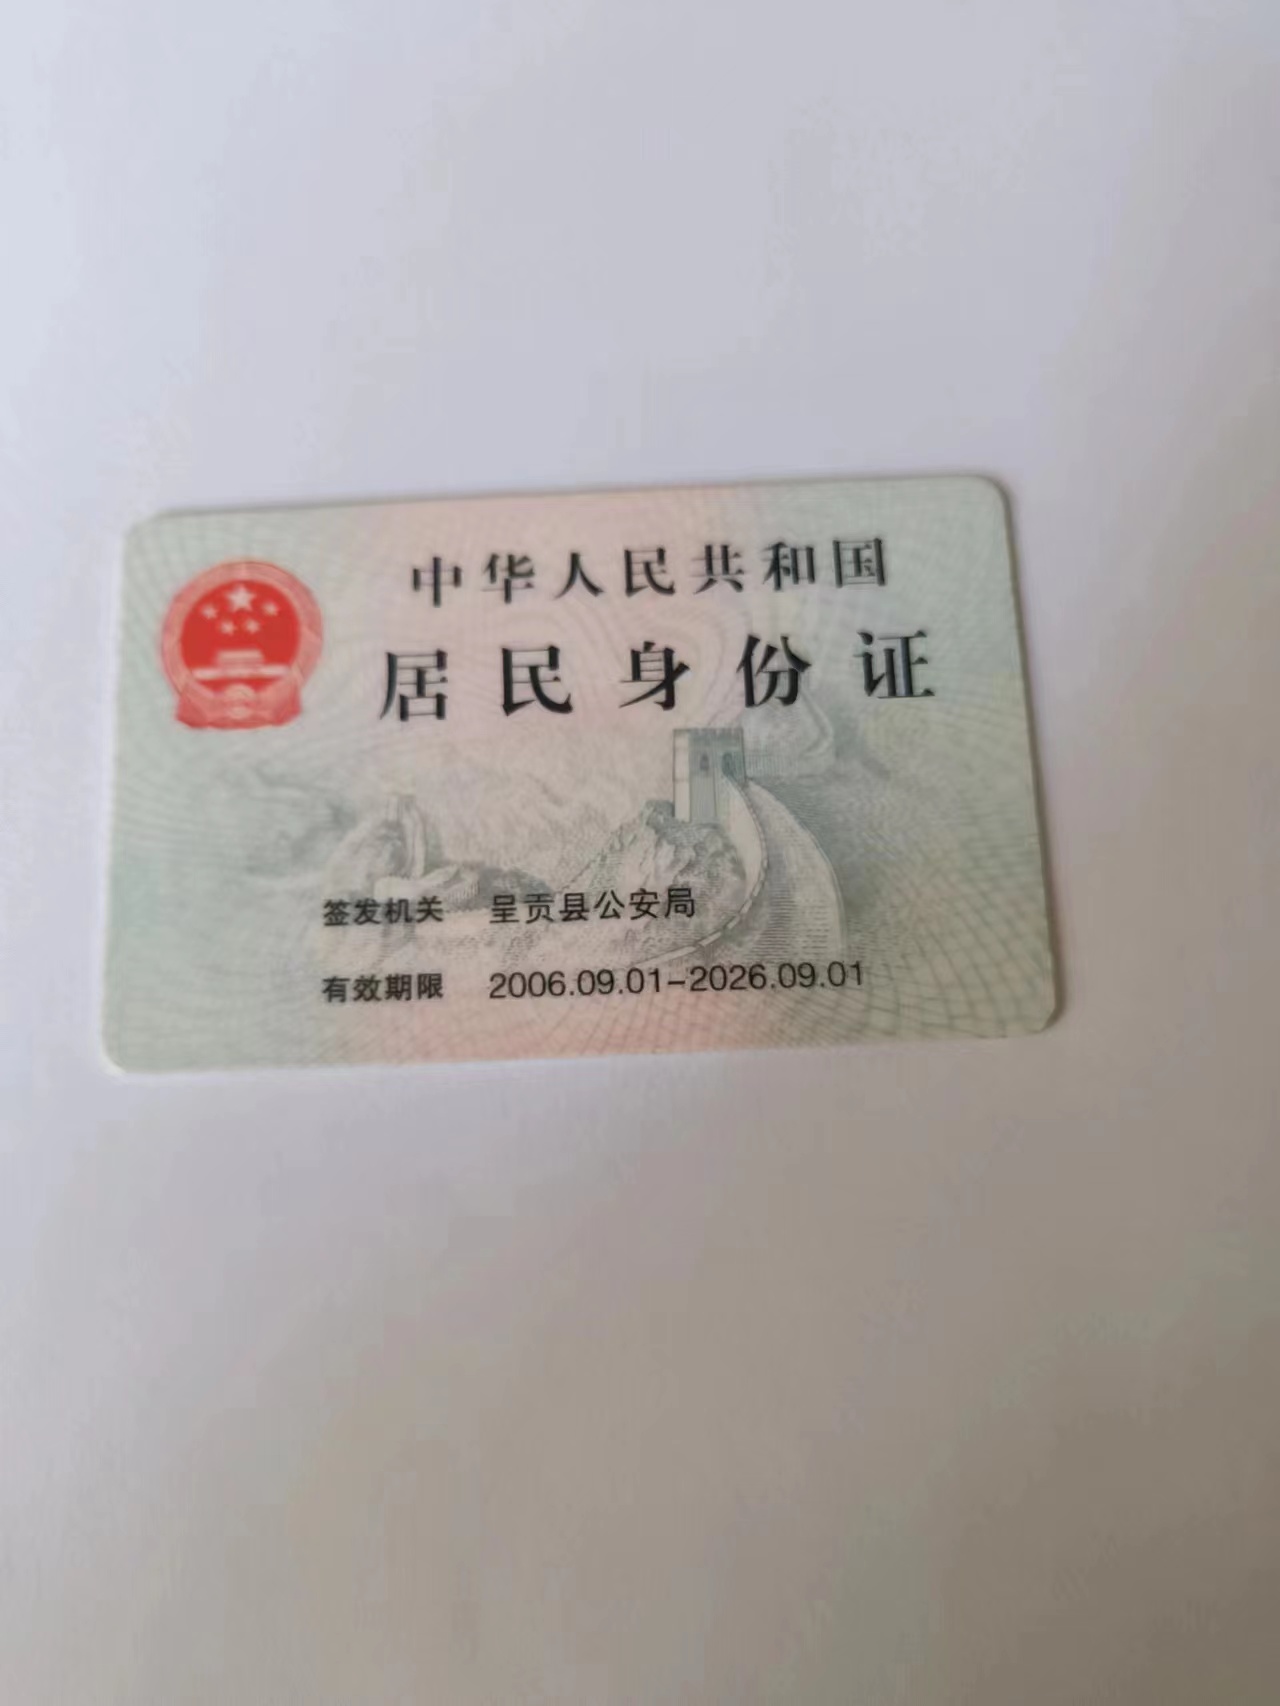 中华人民共和国
居民身份证
签发机关 呈贡县公安局
有效期限 2006.09.01-2026.09.01